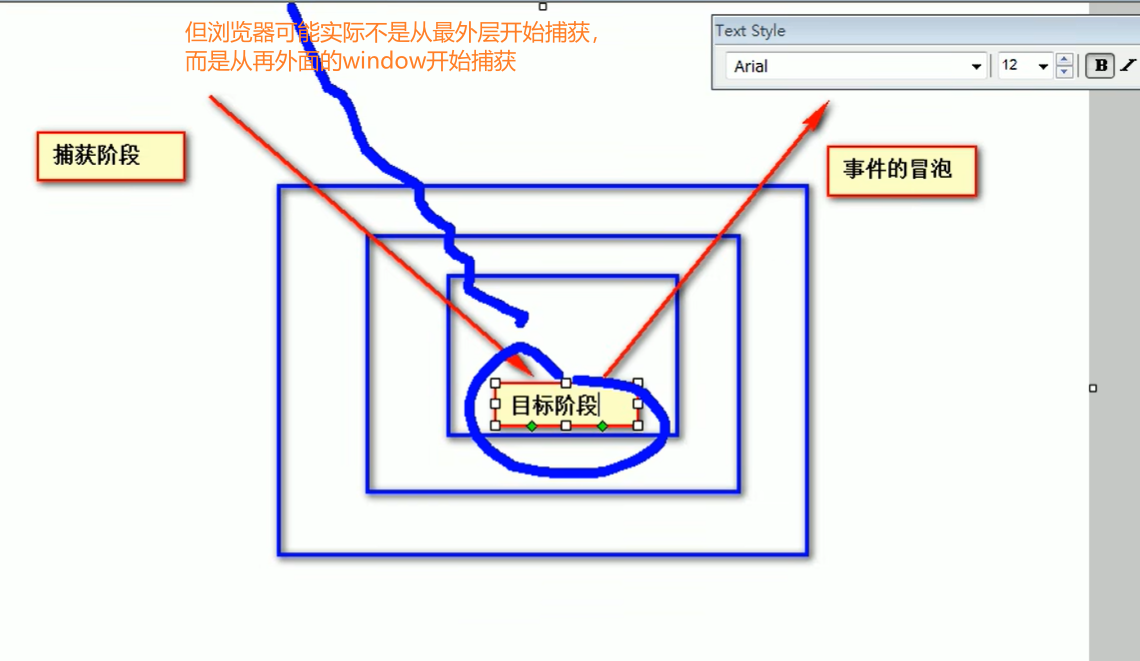 但浏览器可能实际不是从最外层开始捕获，
而是从再外面的window开始捕获
Text Style
Arial
12
B
I
捕获阶段
事件的冒泡
目标阶段